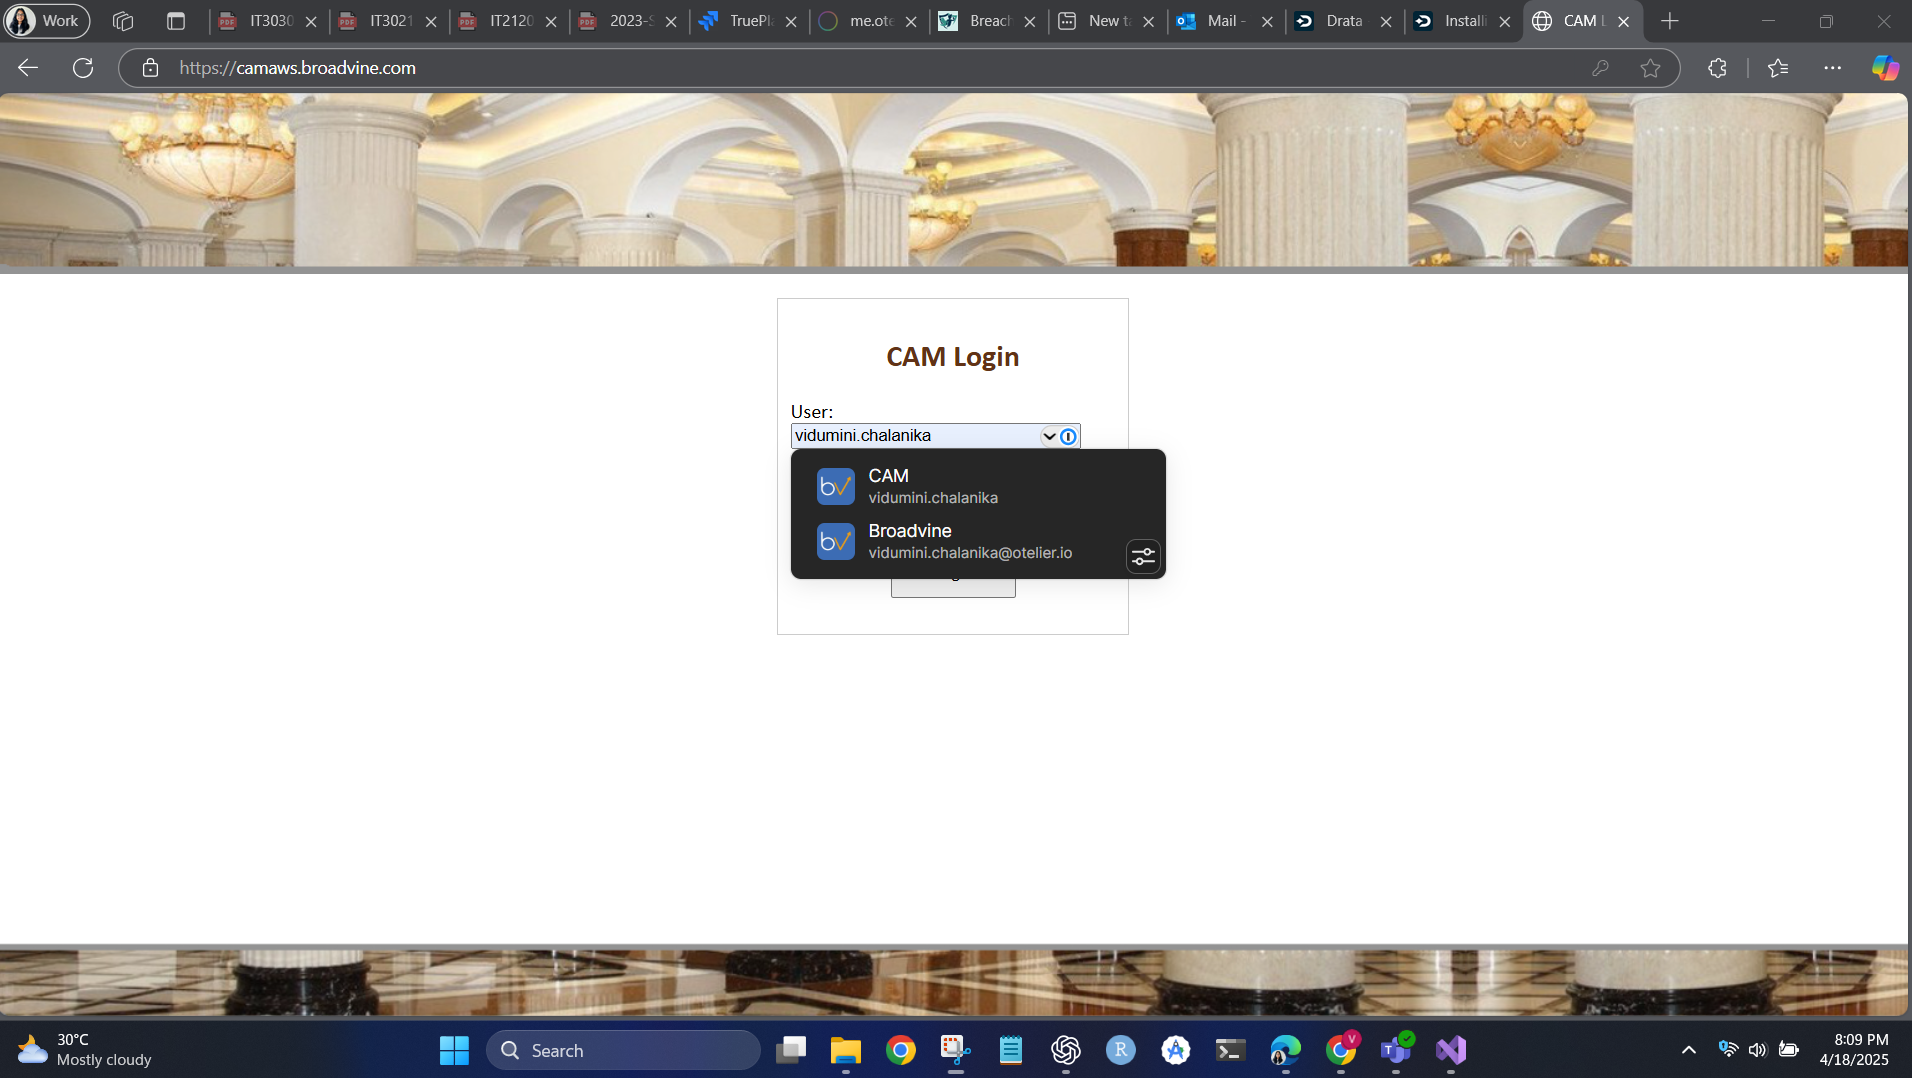 Work
IT3030
IT3021
IT2120
2023-S
TruePla
me.ote
Breach
New ta
Mail -
Drata
Installi
CAM L
https://camaws.broadvine.com
CAM Login
User:
vidumini.chalanika
CAM
vidumini.chalanika
Broadvine
vidumini.chalanika@otelier.io
30°C
Mostly cloudy
Search
8:09 PM
4/18/2025